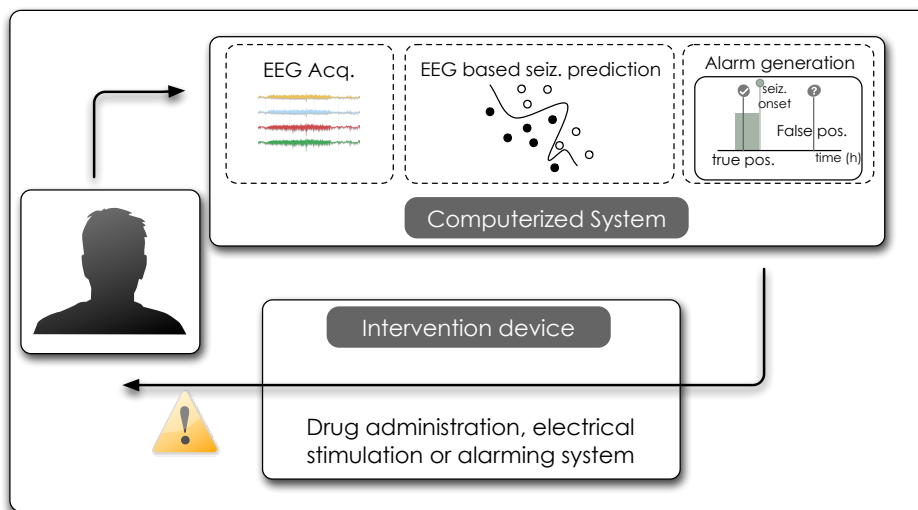 EEG Acq.
EEG based seiz. prediction
Alarm generation
seiz.
onset
?
False pos.
true pos.
time (h)
Computerized System
Intervention device
!
Drug administration, electrical
stimulation or alarming system